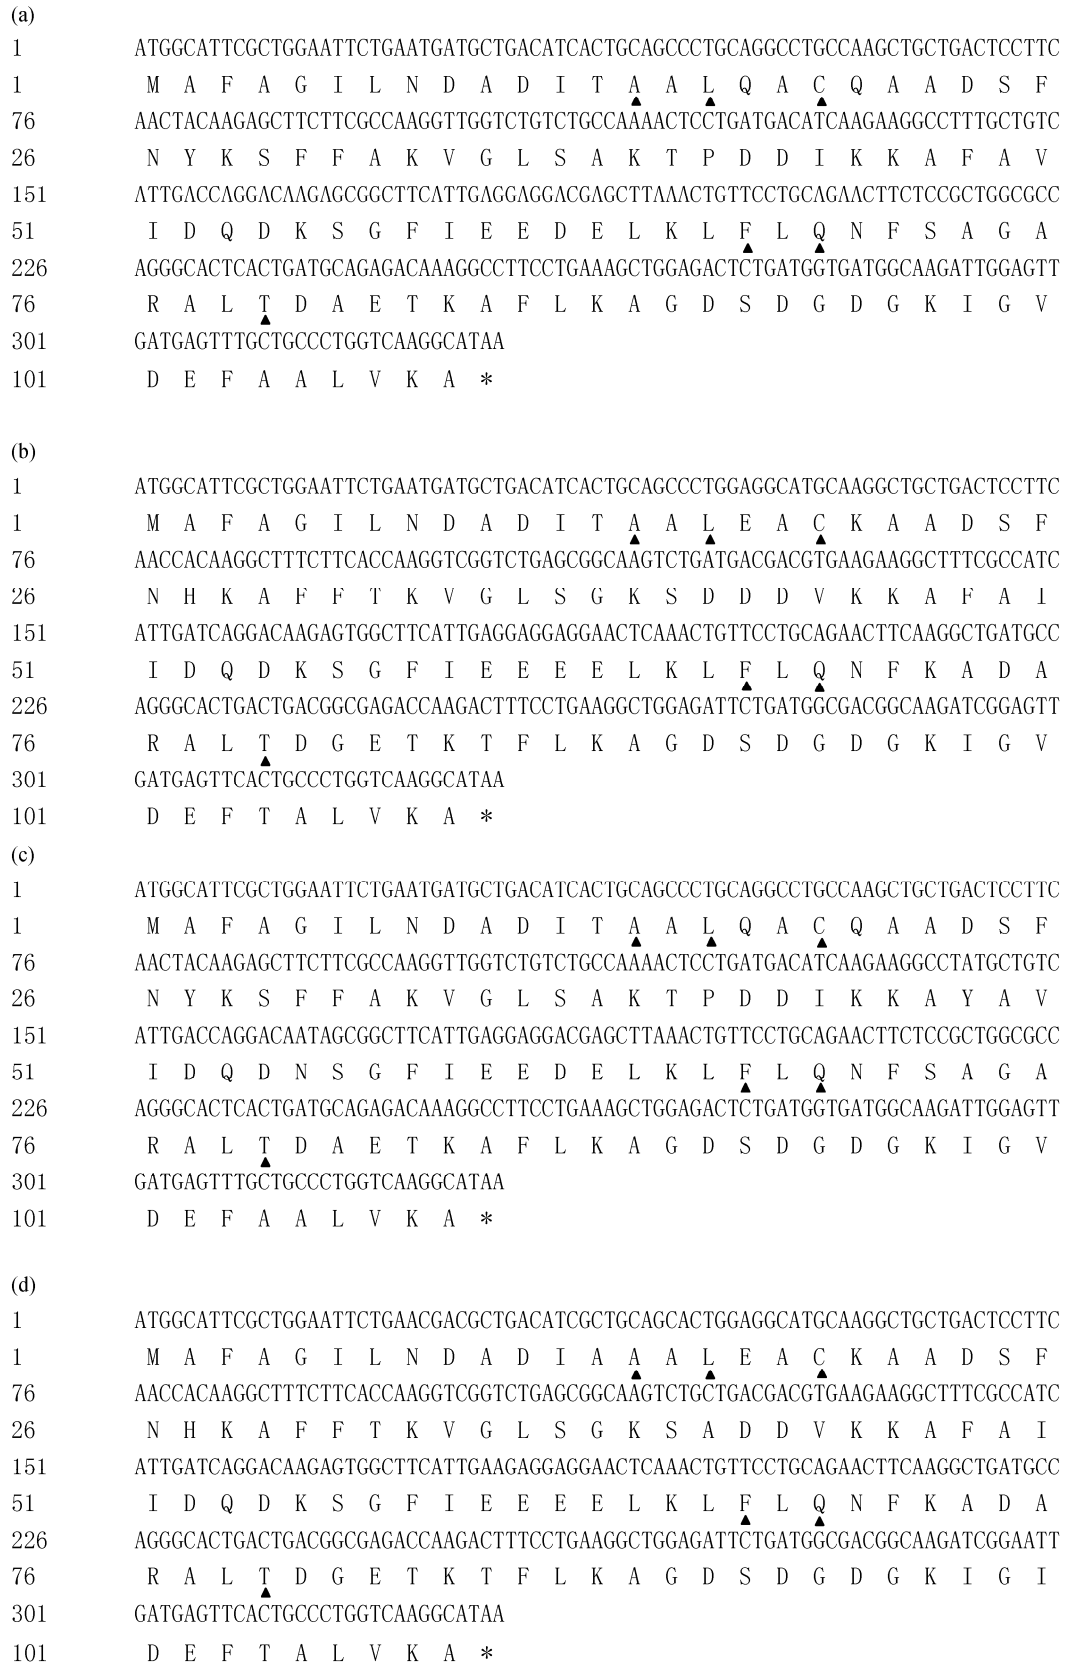 (a)
1 ATGGCATTCGCTGGAATTCTGAATGATGCTGACATCACTGCAGCCCTGCAGGCCTGCCAAGCTGCTGACTCCTTC
1 M A F A G I L N D A D I T A A L Q A C Q A A D S F
▲ ▲ ▲
76 AACTACAAGAGCTTCTTCGCCAAGGTTGGTCTGTCTGCCAAAACTCCTGATGACATCAAGAAGGCCTTTGCTGTC
26 N Y K S F F A K V G L S A K T P D D I K K A F A V
151 ATTGACCAGGACAAGAGCGGCTTCATTGAGGAGGACGAGCTTAAACTGTTCCTGCAGAACTTCTCCGCTGGCGCC
51 I D Q D K S G F I E E D E L K L F L Q N F S A G A
▲ ▲
226 AGGGCACTCACTGATGCAGAGACAAAGGCCTTCCTGAAAGCTGGAGACTCTGATGGTGATGGCAAGATTGGAGTT
76 R A L T D A E T K A F L K A G D S D G D G K I G V
▲
301 GATGAGTTTGCTGCCCTGGTCAAGGCATAA
101 D E F A A L V K A *
(b)
1 ATGGCATTCGCTGGAATTCTGAATGATGCTGACATCACTGCAGCCCTGGAGGCATGCAAGGCTGCTGACTCCTTC
1 M A F A G I L N D A D I T A A L E A C K A A D S F
▲ ▲ ▲
76 AACCACAAGGCTTTCTTCACCAAGGTCGGTCTGAGCGGCAAGTCTGATGACGACGTGAAGAAGGCTTTCGCCATC
26 N H K A F F T K V G L S G K S D D D V K K A F A I
151 ATTGATCAGGACAAGAGTGGCTTCATTGAGGAGGAGGAACTCAAACTGTTCCTGCAGAACTTCAAGGCTGATGCC
51 I D Q D K S G F I E E E E L K L F L Q N F K A D A
▲ ▲
226 AGGGCACTGACTGACGGCGAGACCAAGACTTTCCTGAAGGCTGGAGATTCTGATGGCGACGGCAAGATCGGAGTT
76 R A L T D G E T K T F L K A G D S D G D G K I G V
▲
301 GATGAGTTCACTGCCCTGGTCAAGGCATAA
101 D E F T A L V K A *
(c)
1 ATGGCATTCGCTGGAATTCTGAATGATGCTGACATCACTGCAGCCCTGCAGGCCTGCCAAGCTGCTGACTCCTTC
1 M A F A G I L N D A D I T A A L Q A C Q A A D S F
▲ ▲ ▲
76 AACTACAAGAGCTTCTTCGCCAAGGTTGGTCTGTCTGCCAAAACTCCTGATGACATCAAGAAGGCCTATGCTGTC
26 N Y K S F F A K V G L S A K T P D D I K K A Y A V
151 ATTGACCAGGACAATAGCGGCTTCATTGAGGAGGACGAGCTTAAACTGTTCCTGCAGAACTTCTCCGCTGGCGCC
51 I D Q D N S G F I E E D E L K L F L Q N F S A G A
▲ ▲
226 AGGGCACTCACTGATGCAGAGACAAAGGCCTTCCTGAAAGCTGGAGACTCTGATGGTGATGGCAAGATTGGAGTT
76 R A L T D A E T K A F L K A G D S D G D G K I G V
▲
301 GATGAGTTTGCTGCCCTGGTCAAGGCATAA
101 D E F A A L V K A *
(d)
1 ATGGCATTCGCTGGAATTCTGAACGACGCTGACATCGCTGCAGCACTGGAGGCATGCAAGGCTGCTGACTCCTTC
1 M A F A G I L N D A D I A A A L E A C K A A D S F
▲ ▲ ▲
76 AACCACAAGGCTTTCTTCACCAAGGTCGGTCTGAGCGGCAAGTCTGCTGACGACGTGAAGAAGGCTTTCGCCATC
26 N H K A F F T K V G L S G K S A D D V K K A F A I
151 ATTGATCAGGACAAGAGTGGCTTCATTGAAGAGGAGGAACTCAAACTGTTCCTGCAGAACTTCAAGGCTGATGCC
51 I D Q D K S G F I E E E E L K L F L Q N F K A D A
▲ ▲
226 AGGGCACTGACTGACGGCGAGACCAAGACTTTCCTGAAGGCTGGAGATTCTGATGGCGACGGCAAGATCGGAATT
76 R A L T D G E T K T F L K A G D S D G D G K I G I
▲
301 GATGAGTTCACTGCCCTGGTCAAGGCATAA
101 D E F T A L V K A *